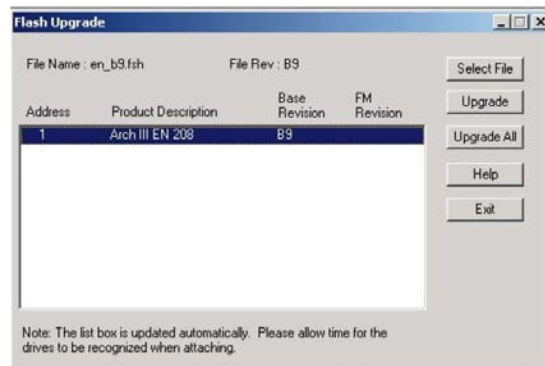 Flash Upgrade
File Name : en_b9.fsh File Rev : B9
Select File
Address Product Description Base Revision FM Revision
Upgrade
1 Arch III EN 208 B9
Upgrade All
Help
Exit
Note: The list box is updated automatically. Please allow time for the
drives to be recognized when attaching.